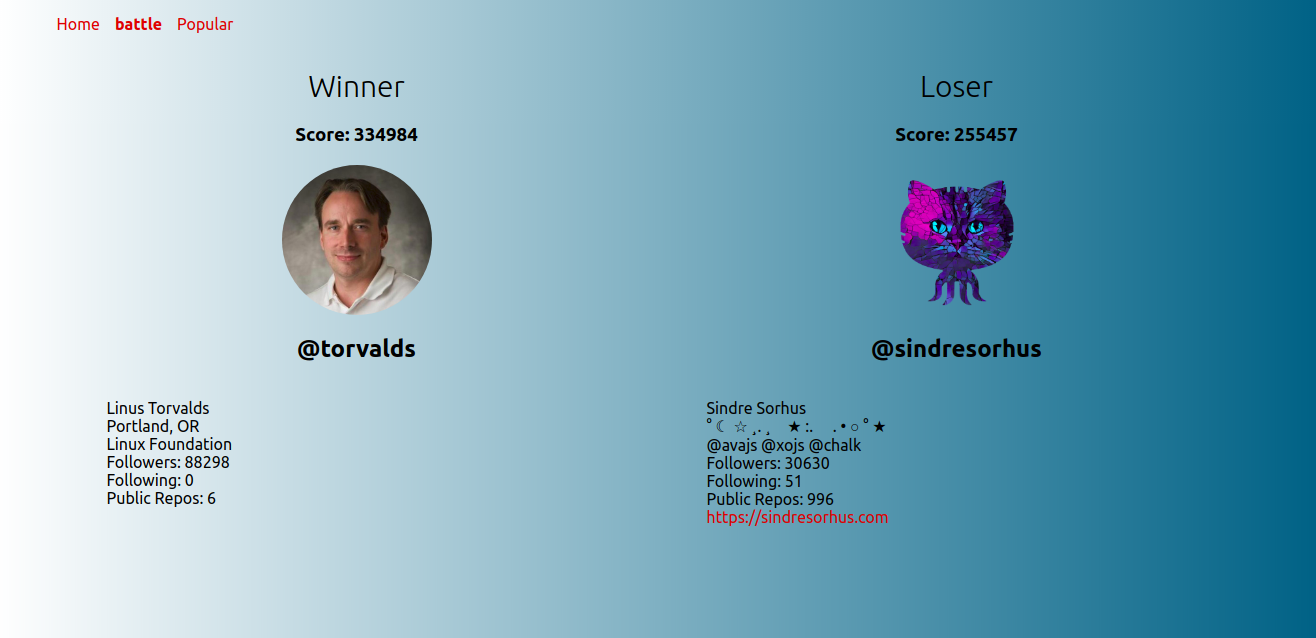 Home battle Popular
Winner
Score: 334984
@torvalds
Linus Torvalds
Portland, OR
Linux Foundation
Followers: 88298
Following: 0
Public Repos: 6
Loser
Score: 255457
@sindresorhus
Sindre Sorhus
˚ ☾ ☆ ¸. ¸ ★ :. . • ○ ˚ ★
@avajs @xojs @chalk
Followers: 30630
Following: 51
Public Repos: 996
https://sindresorhus.com